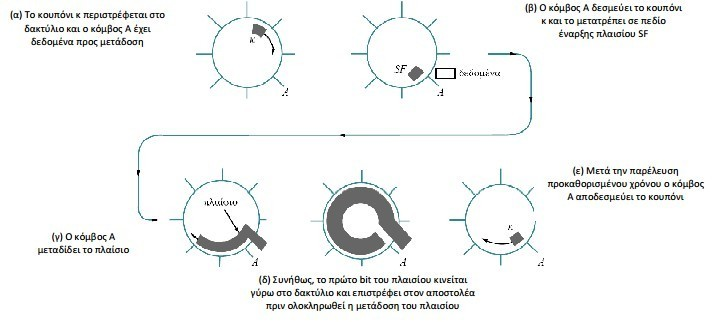 (α) Το κουπόνι κ περιστρέφεται στο
δακτύλιο και ο κόμβος Α έχει
δεδομένα προς μετάδοση
κ
A
(β) Ο κόμβος Α δεσμεύει το κουπόνι
κ και το μετατρέπει σε πεδίο
έναρξης πλαισίου SF
SF
δεδομένα
A
(γ) Ο κόμβος Α
μεταδίδει το πλαίσιο
πλαίσιο
A
A
(δ) Συνήθως, το πρώτο bit του πλαισίου κινείται
γύρω στο δακτύλιο και επιστρέφει στον αποστολέα
πριν ολοκληρωθεί η μετάδοση του πλαισίου
(ε) Μετά την παρέλευση
προκαθορισμένου χρόνου ο κόμβος
Α αποδεσμεύει το κουπόνι
κ
A